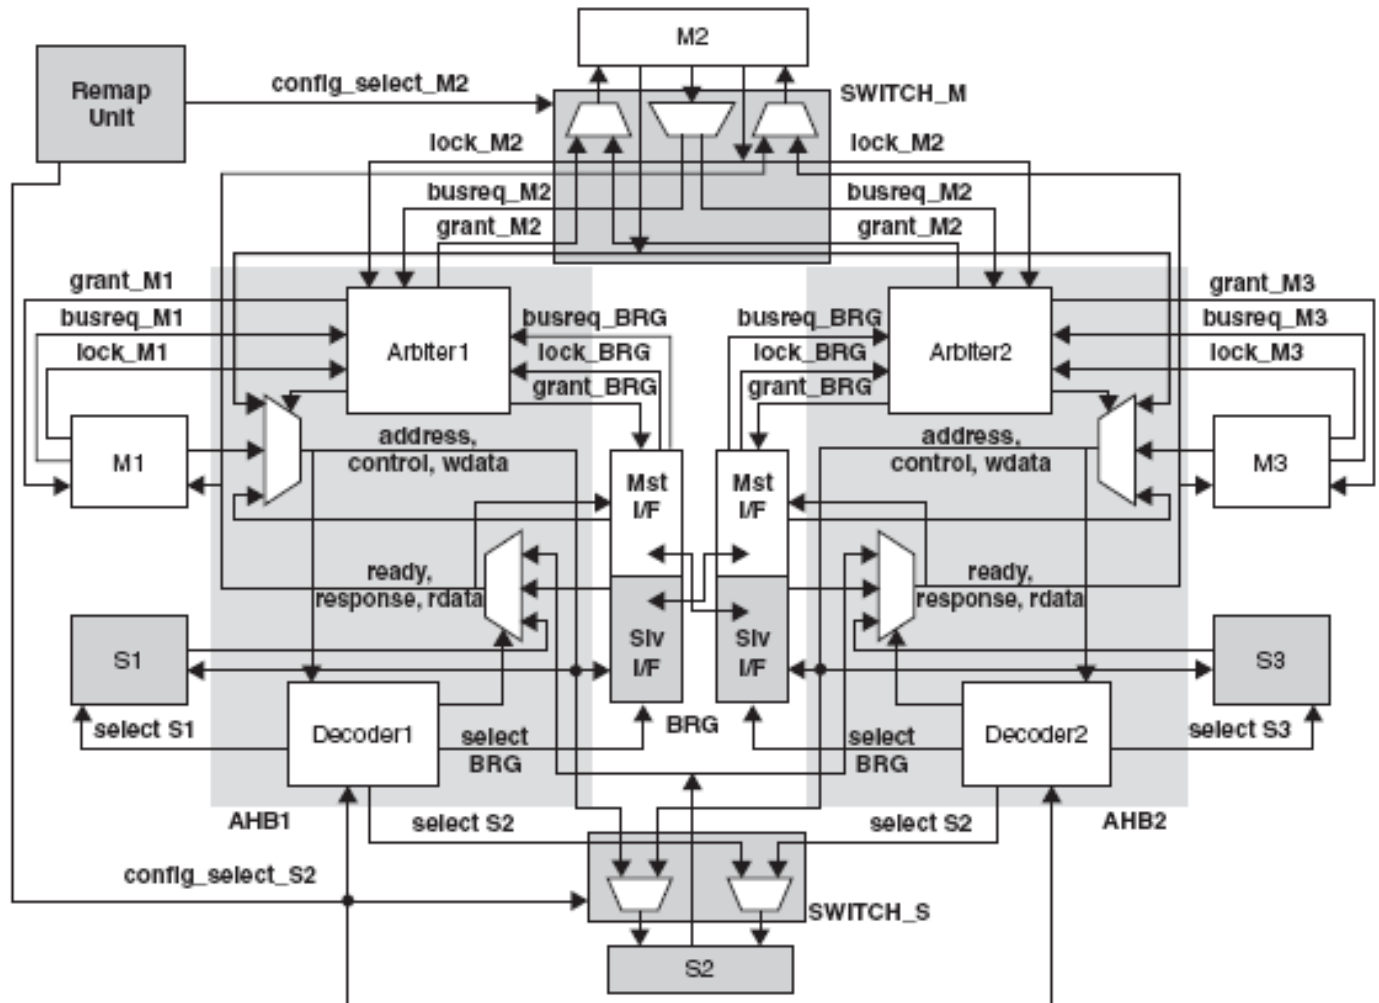 M2
Remap
Unit
config_select_M2
SWITCH_M
lock_M2
lock_M2
busreq_M2
busreq_M2
grant_M2
grant_M2
grant_M1
grant_M3
busreq_M1
busreq_BRG
busreq_BRG
busreq_M3
lock_M1
Arbiter1
lock_BRG
lock_BRG
Arbiter2
lock_M3
grant_BRG
grant_BRG
address,
control, wdata
address,
control, wdata
M1
M3
Mst
I/F
Mst
I/F
ready,
response, rdata
ready,
response, rdata
S1
Slv
I/F
Slv
I/F
S3
select S1
Decoder1
select
BRG
BRG
select
BRG
Decoder2
select S3
AHB1
select S2
select S2
AHB2
config_select_S2
SWITCH_S
S2